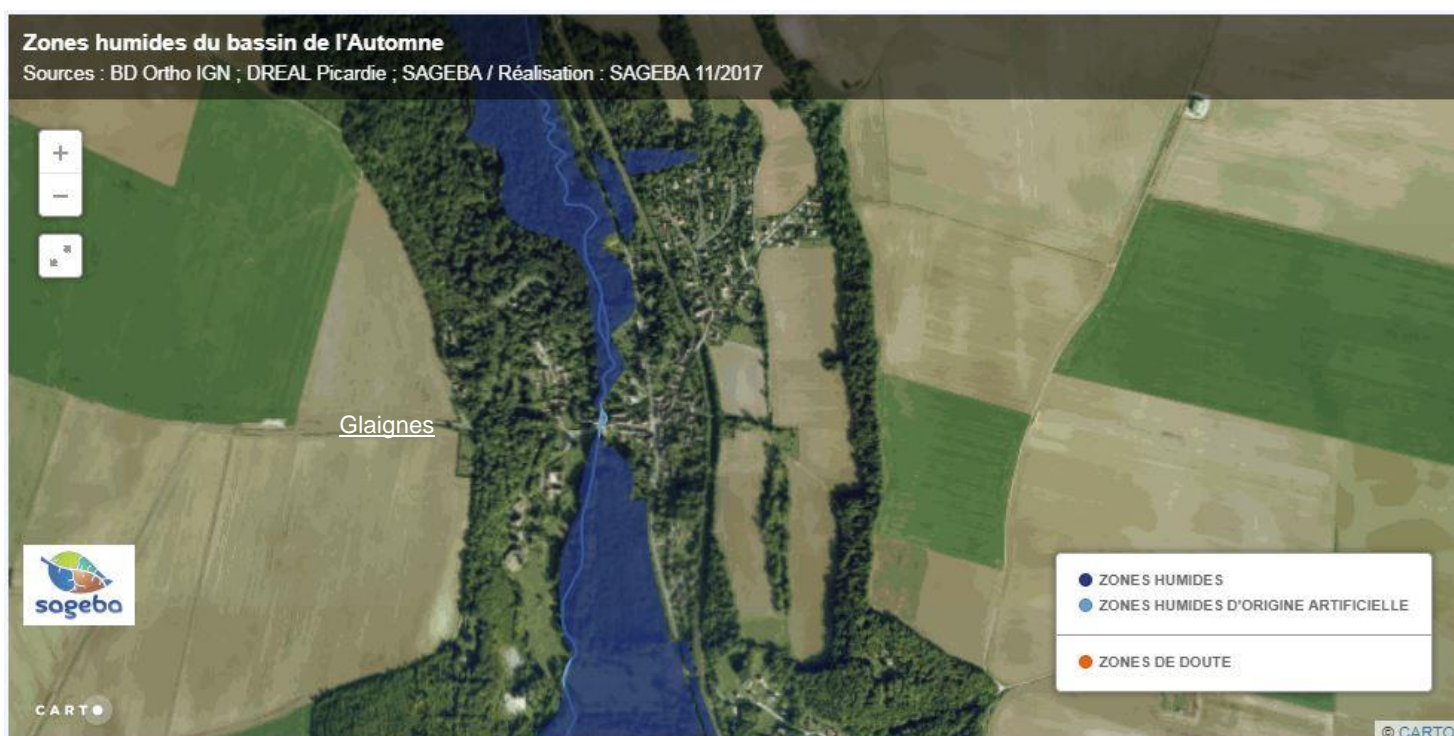 Zones humides du bassin de l'Automne
Sources : BD Ortho IGN ; DREAL Picardie ; SAGEBA / Réalisation : SAGEBA 11/2017
+
−
Glaignes
sageba
ZONES HUMIDES
ZONES HUMIDES D'ORIGINE ARTIFICIELLE
ZONES DE DOUTE
CARTO
© CARTO